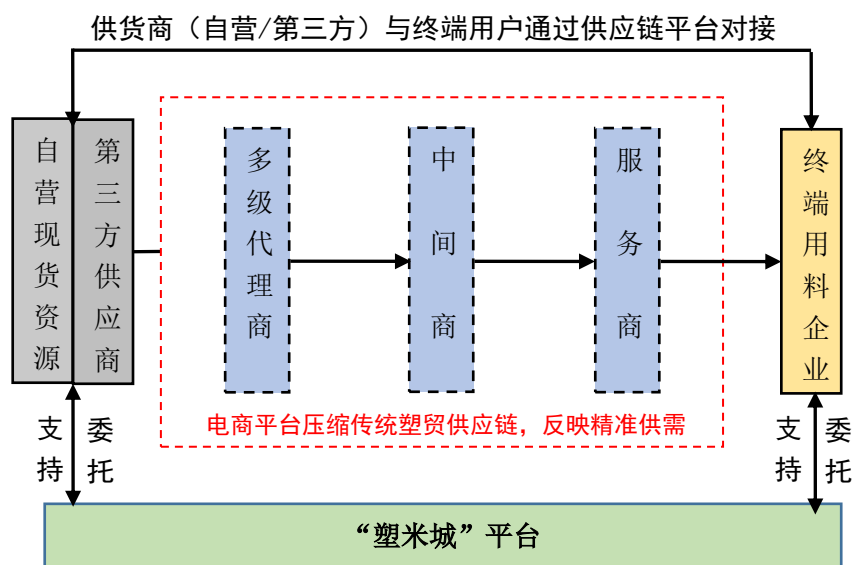 供货商（自营/第三方）与终端用户通过供应链平台对接
自营现货资源
第三方供应商
多级代理商
中间商
服务商
终端用料企业
电商平台压缩传统塑贸供应链，反映精准供需
支持
委托
支持
委托
“塑米城”平台